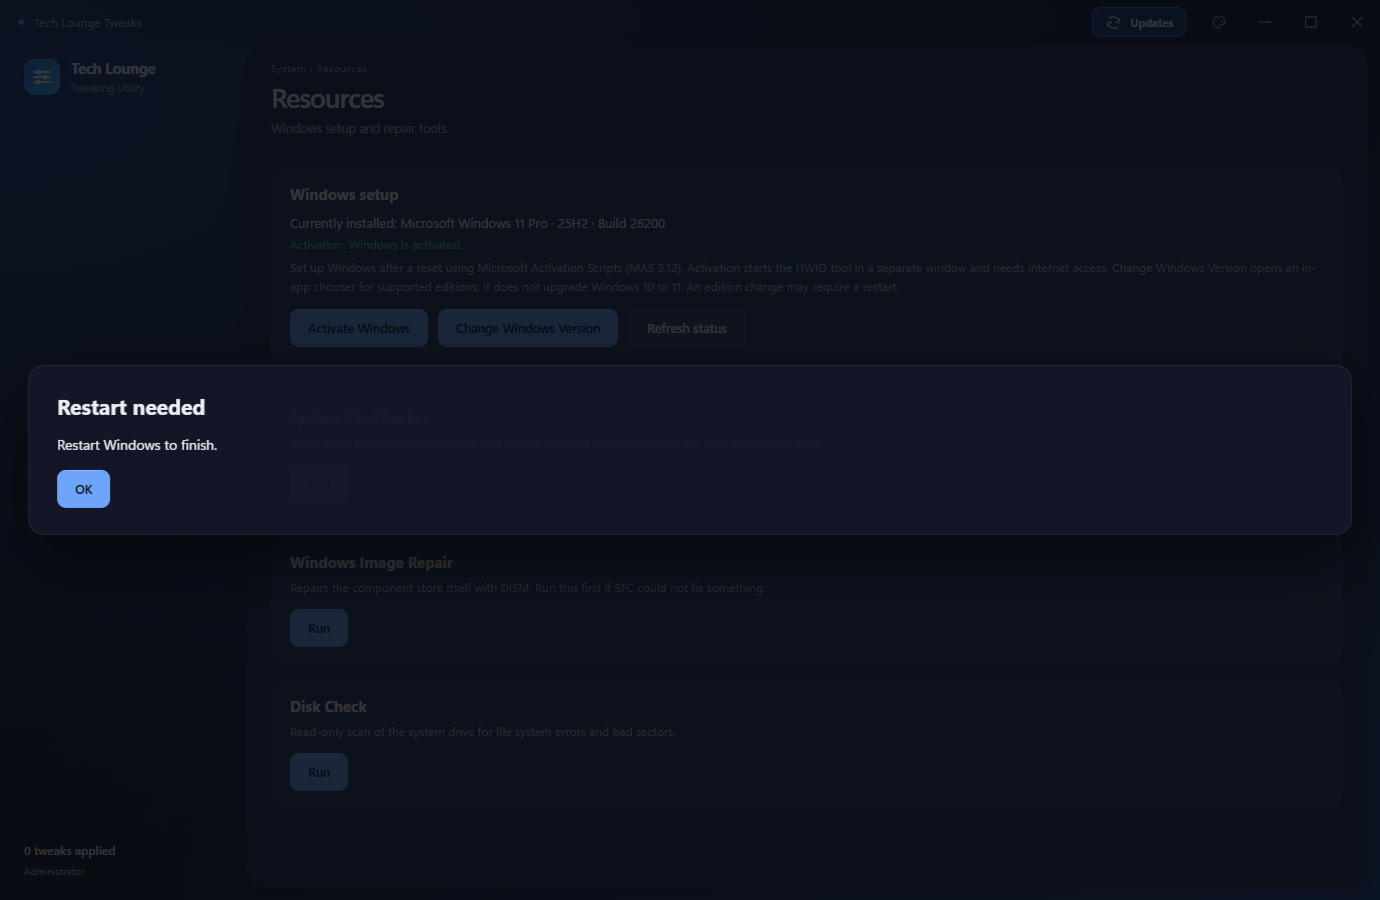 Tech Lounge Tweaks
Updates
Tech Lounge
Tweaking Utility
System › Resources
Resources
Windows setup and repair tools.
Windows setup
Currently installed: Microsoft Windows 11 Pro · 25H2 · Build 26200
Activation: Windows is activated.
Set up Windows after a reset using Microsoft Activation Scripts (MAS 3.12). Activation starts the HWID tool in a separate window and needs internet access. Change Windows Version opens an in-
app chooser for supported editions; it does not upgrade Windows 10 to 11. An edition change may require a restart.
Activate Windows
Change Windows Version
Refresh status
Restart needed
Restart Windows to finish.
OK
System File Checker
Windows Image Repair
Repairs the component store itself with DISM. Run this first if SFC could not fix something.
Run
Disk Check
Read-only scan of the system drive for file system errors and bad sectors.
Run
0 tweaks applied
Administrator